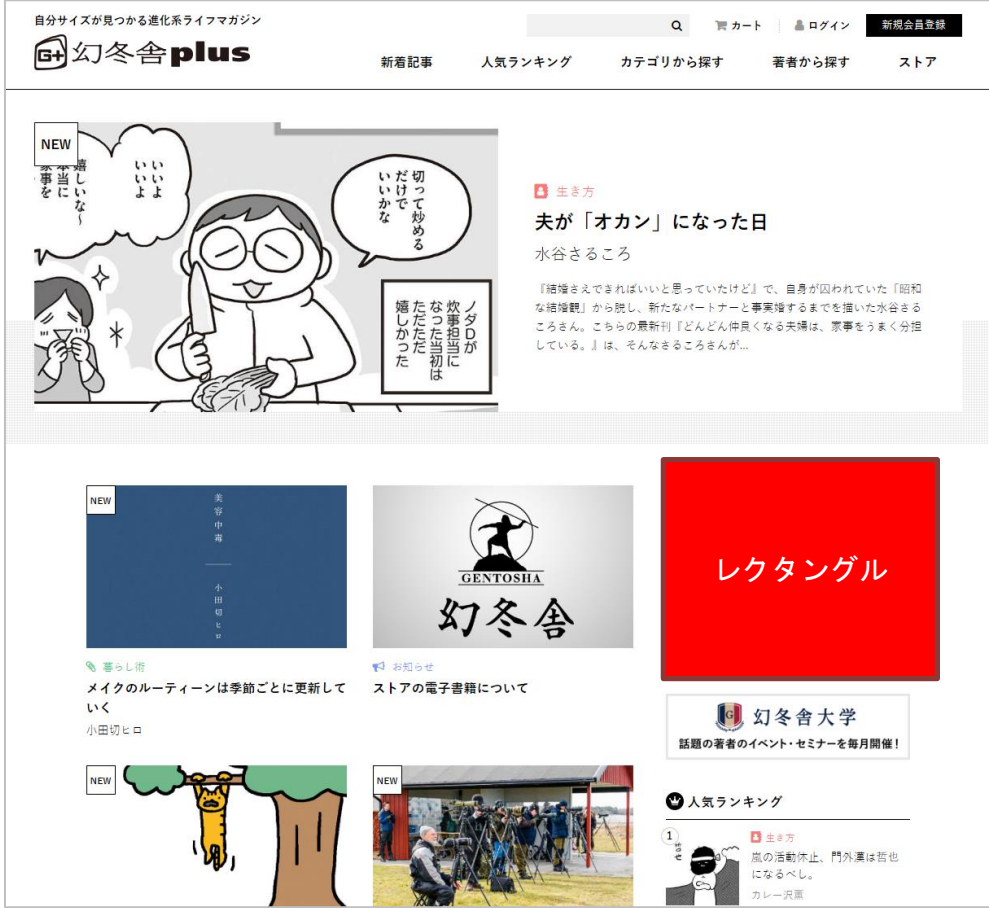 自分サイズが見つかる進化系ライフマガジン
カート
ログイン
新規会員登録
G+
幻冬舎plus
新着記事
人気ランキング
カテゴリから探す
著者から探す
ストア
NEW
いいよ
いいよ
嬉しいな～
本当に
家事を
切って炒める
だけで
いいかな
ノダDが
炊事担当に
なった当初は
ただただ
嬉しかった
生き方
夫が「オカン」になった日
水谷さるころ
『結婚さえできればいいと思っていたけど』で、自身が囚われていた「昭和
な結婚観」から脱し、新たなパートナーと事実婚するまでを描いた水谷さる
ころさん。こちらの最新刊『どんどん仲良くなる夫婦は、家事をうまく分担
している。』は、そんなさるころさんが...
NEW
美容中毒
小田切ヒロ
暮らし術
メイクのルーティーンは季節ごとに更新して
いく
小田切ヒロ
GENTOSHA
幻冬舎
お知らせ
ストアの電子書籍について
レクタングル
G
幻冬舎大学
話題の著者のイベント・セミナーを毎月開催！
NEW
NEW
人気ランキング
1
生き方
嵐の活動休止、門外漢は哲也
になるべし。
カレー沢薫